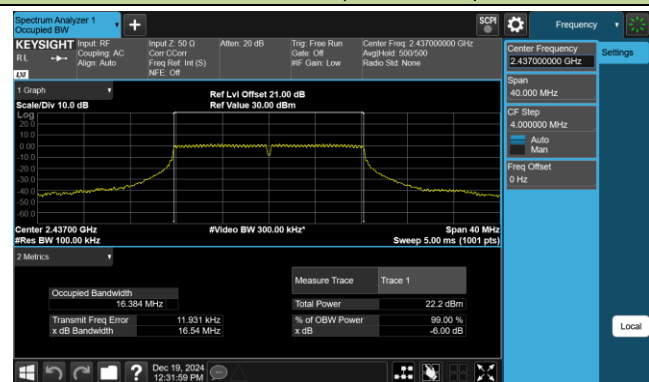 Spectrum Analyzer 1
Occupied BW
+
SCPI
Frequency
KEYSIGHT
RL
LXI
Input: RF
Coupling: AC
Align: Auto
Input Z: 50 Ω
Corr CCorr
Freq Ref: Int (S)
NFE: Off
Atten: 20 dB
Trig: Free Run
Gate: Off
#IF Gain: Low
Center Freq: 2.437000000 GHz
Avg|Hold: 500/500
Radio Std: None
Center Frequency
2.437000000 GHz
Settings
Span
40.000 MHz
CF Step
4.000000 MHz
Auto
Man
Freq Offset
0 Hz
Local
1 Graph
Scale/Div 10.0 dB
Ref Lvl Offset 21.00 dB
Ref Value 30.00 dBm
Log
20.0
10.0
0.00
-10.0
-20.0
-30.0
-40.0
-50.0
-60.0
Center 2.43700 GHz
#Res BW 100.00 kHz
#Video BW 300.00 kHz*
Span 40 MHz
Sweep 5.00 ms (1001 pts)
2 Metrics
Measure Trace
Trace 1
Occupied Bandwidth
16.384 MHz
Total Power
22.2 dBm
Transmit Freq Error
11.931 kHz
% of OBW Power
99.00 %
x dB Bandwidth
16.54 MHz
x dB
-6.00 dB
?
Dec 19, 2024
12:31:59 PM